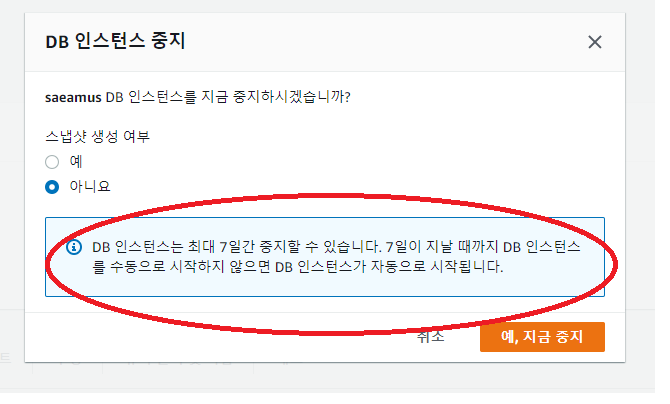 DB 인스턴스 중지
saeamus DB 인스턴스를 지금 중지하시겠습니까?
스냅샷 생성 여부
예
아니요
DB 인스턴스는 최대 7일간 중지할 수 있습니다. 7일이 지날 때까지 DB 인스턴스
를 수동으로 시작하지 않으면 DB 인스턴스가 자동으로 시작됩니다.
취소
예, 지금 중지